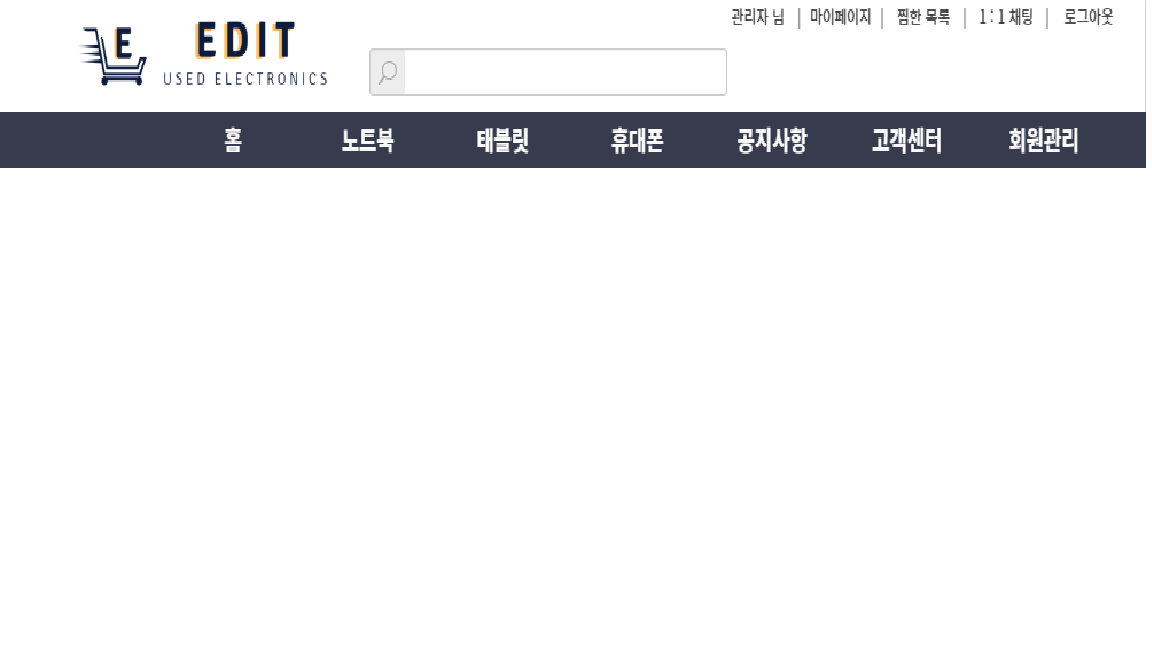 관리자 님 | 마이페이지 | 찜한 목록 | 1 : 1 채팅 | 로그아웃
E EDIT
USED ELECTRONICS
홈 노트북 태블릿 휴대폰 공지사항 고객센터 회원관리